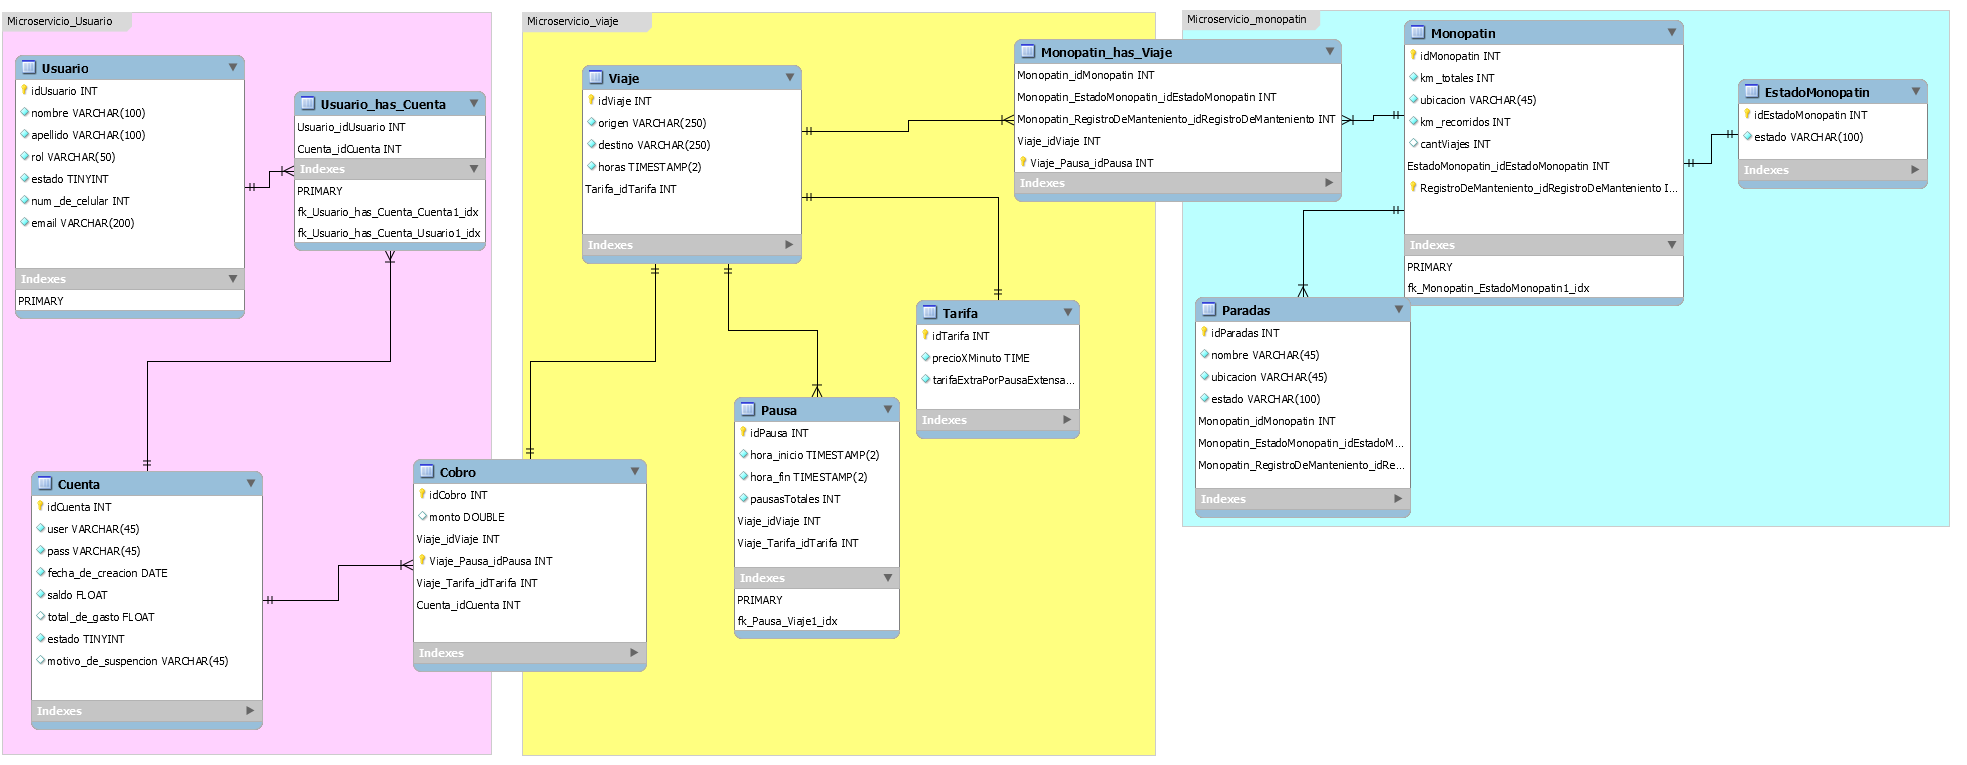 Microservicio_Usuario
Usuario
idUsuario INT
nombre VARCHAR(100)
apellido VARCHAR(100)
rol VARCHAR(50)
estado TINYINT
num_de_celular INT
email VARCHAR(200)
Indexes
PRIMARY
Usuario_has_Cuenta
Usuario_idUsuario INT
Cuenta_idCuenta INT
Indexes
PRIMARY
fk_Usuario_has_Cuenta_Cuenta1_idx
fk_Usuario_has_Cuenta_Usuario1_idx
Cuenta
idCuenta INT
user VARCHAR(45)
pass VARCHAR(45)
fecha_de_creacion DATE
saldo FLOAT
total_de_gasto FLOAT
estado TINYINT
motivo_de_suspencion VARCHAR(45)
Indexes
Cobro
idCobro INT
monto DOUBLE
Viaje_idViaje INT
Viaje_Pausa_idPausa INT
Viaje_Tarifa_idTarifa INT
Cuenta_idCuenta INT
Indexes
Microservicio_viaje
Viaje
idViaje INT
origen VARCHAR(250)
destino VARCHAR(250)
horas TIMESTAMP(2)
Tarifa_idTarifa INT
Indexes
Pausa
idPausa INT
hora_inicio TIMESTAMP(2)
hora_fin TIMESTAMP(2)
pausasTotales INT
Viaje_idViaje INT
Viaje_Tarifa_idTarifa INT
Indexes
PRIMARY
fk_Pausa_Viaje1_idx
Tarifa
idTarifa INT
precioXMinuto TIME
tarifaExtraPorPausaExtensa...
Indexes
Monopatin_has_Viaje
Monopatin_idMonopatin INT
Monopatin_EstadoMonopatin_idEstadoMonopatin INT
Monopatin_RegistroDeManteniento_idRegistroDeManteniento INT
Viaje_idViaje INT
Viaje_Pausa_idPausa INT
Indexes
Microservicio_monopatin
Monopatin
idMonopatin INT
km_totales INT
ubicacion VARCHAR(45)
km_recorridos INT
cantViajes INT
EstadoMonopatin_idEstadoMonopatin INT
RegistroDeManteniento_idRegistroDeManteniento I...
Indexes
PRIMARY
fk_Monopatin_EstadoMonopatin1_idx
EstadoMonopatin
idEstadoMonopatin INT
estado VARCHAR(100)
Indexes
Paradas
idParadas INT
nombre VARCHAR(45)
ubicacion VARCHAR(45)
estado VARCHAR(100)
Monopatin_idMonopatin INT
Monopatin_EstadoMonopatin_idEstadoM...
Monopatin_RegistroDeManteniento_idRe...
Indexes